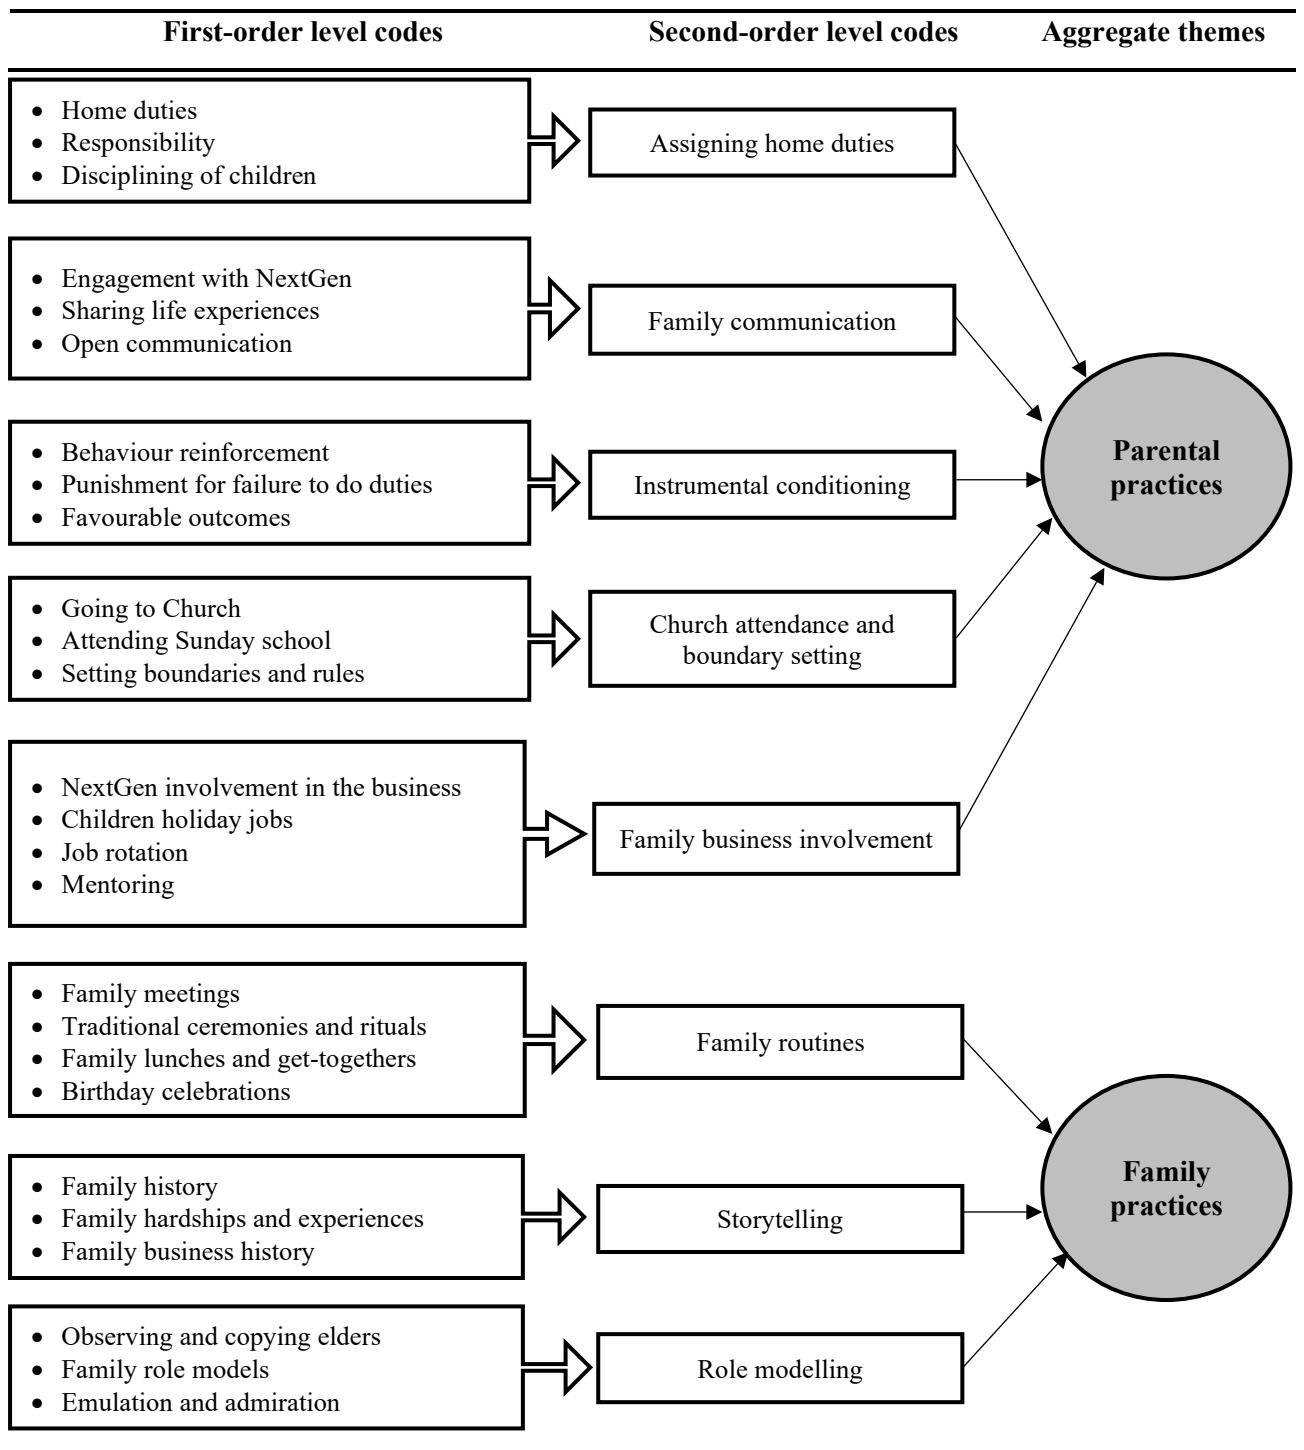 First-order level codes Second-order level codes Aggregate themes
• Home duties
• Responsibility
• Disciplining of children
Assigning home duties
• Engagement with NextGen
• Sharing life experiences
• Open communication
Family communication
• Behaviour reinforcement
• Punishment for failure to do duties
• Favourable outcomes
Instrumental conditioning
• Going to Church
• Attending Sunday school
• Setting boundaries and rules
Church attendance and
boundary setting
• NextGen involvement in the business
• Children holiday jobs
• Job rotation
• Mentoring
Family business involvement
Parental
practices
• Family meetings
• Traditional ceremonies and rituals
• Family lunches and get-togethers
• Birthday celebrations
Family routines
• Family history
• Family hardships and experiences
• Family business history
Storytelling
• Observing and copying elders
• Family role models
• Emulation and admiration
Role modelling
Family
practices